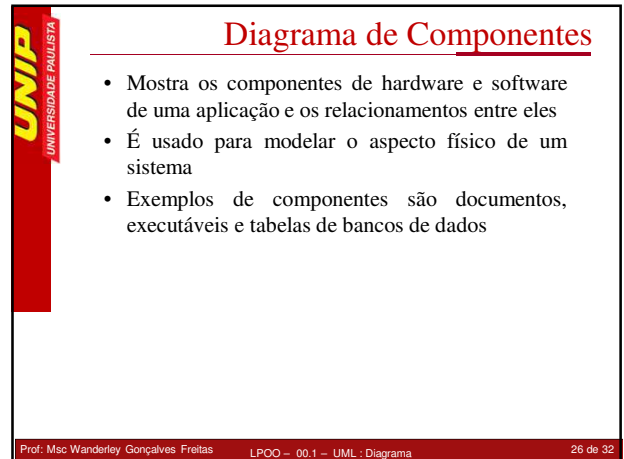 UNIP
UNIVERSIDADE PAULISTA
Diagrama de Componentes
• Mostra os componentes de hardware e software
de uma aplicação e os relacionamentos entre eles
• É usado para modelar o aspecto físico de um
sistema
• Exemplos de componentes são documentos,
executáveis e tabelas de bancos de dados
Prof: Msc Wanderley Gonçalves Freitas
LPOO – 00.1 – UML : Diagrama
26 de 32